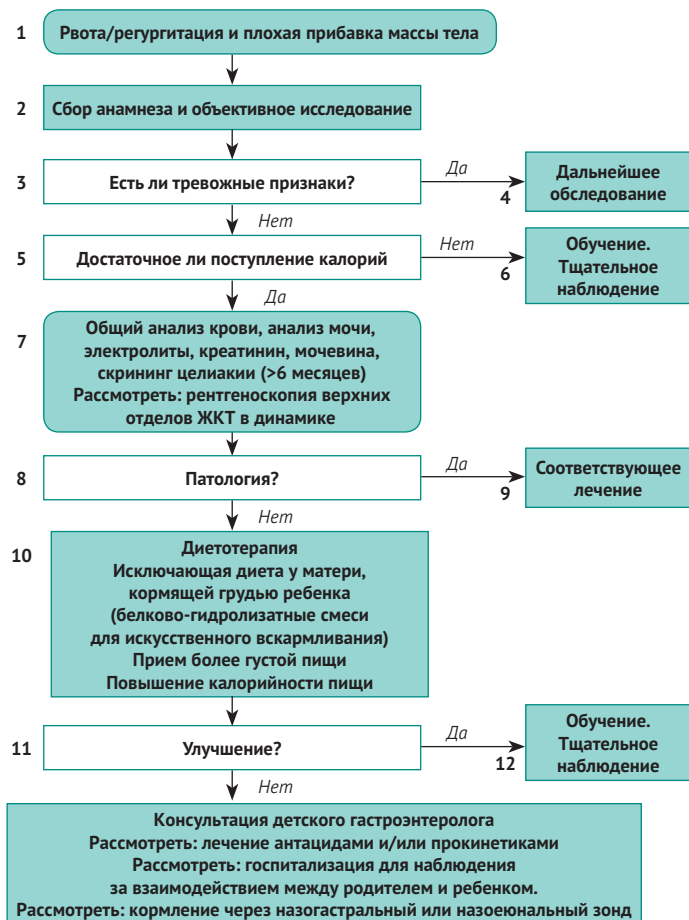 1
Рвота/регургитация и плохая прибавка массы тела
2
Сбор анамнеза и объективное исследование
3
Есть ли тревожные признаки?
Да
4
Дальнейшее
обследование
Нет
5
Достаточное ли поступление калорий
Нет
6
Обучение.
Тщательное
наблюдение
Да
7
Общий анализ крови, анализ мочи,
электролиты, креатинин, мочевина,
скрининг целиакии (>6 месяцев)
Рассмотреть: рентгеноскопия верхних
отделов ЖКТ в динамике
8
Патология?
Да
9
Соответствующее
лечение
Нет
10
Диетотерапия
Исключающая диета у матери,
кормящей грудью ребенка
(белково-гидролизатные смеси
для искусственного вскармливания)
Прием более густой пищи
Повышение калорийности пищи
11
Улучшение?
Да
12
Обучение.
Тщательное
наблюдение
Нет
Консультация детского гастроэнтеролога
Рассмотреть: лечение антацидами и/или прокинетиками
Рассмотреть: госпитализация для наблюдения
за взаимодействием между родителем и ребенком.
Рассмотреть: кормление через назогастральный или назоеюнальный зонд